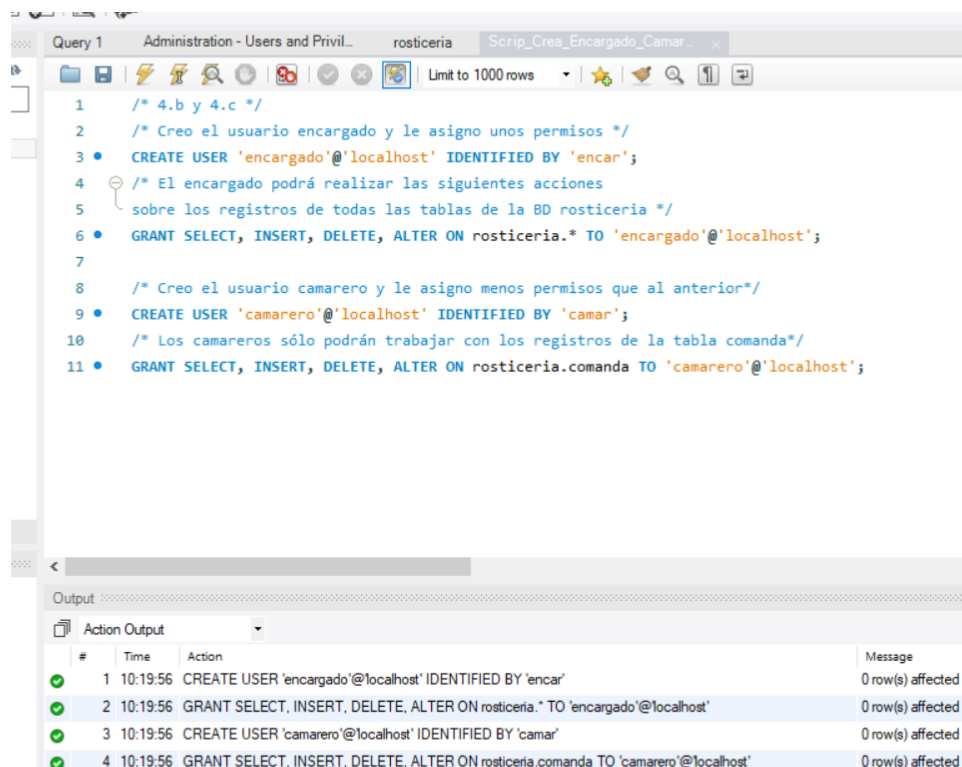 Query 1 Administration - Users and Privil... rosticeria Scrip_Crea_Encargado_Camar...
Limit to 1000 rows
1 /* 4.b y 4.c */
2 /* Creo el usuario encargado y le asigno unos permisos */
3 CREATE USER 'encargado'@'localhost' IDENTIFIED BY 'encar';
4 /* El encargado podrá realizar las siguientes acciones
5 sobre los registros de todas las tablas de la BD rosticeria */
6 GRANT SELECT, INSERT, DELETE, ALTER ON rosticeria.* TO 'encargado'@'localhost';
7
8 /* Creo el usuario camarero y le asigno menos permisos que al anterior*/
9 CREATE USER 'camarero'@'localhost' IDENTIFIED BY 'camar';
10 /* Los camareros sólo podrán trabajar con los registros de la tabla comanda*/
11 GRANT SELECT, INSERT, DELETE, ALTER ON rosticeria.comanda TO 'camarero'@'localhost';
Output
Action Output
# Time Action Message
1 10:19:56 CREATE USER 'encargado'@'localhost' IDENTIFIED BY 'encar' 0 row(s) affected
2 10:19:56 GRANT SELECT, INSERT, DELETE, ALTER ON rosticeria.* TO 'encargado'@'localhost' 0 row(s) affected
3 10:19:56 CREATE USER 'camarero'@'localhost' IDENTIFIED BY 'camar' 0 row(s) affected
4 10:19:56 GRANT SELECT, INSERT, DELETE, ALTER ON rosticeria.comanda TO 'camarero'@'localhost' 0 row(s) affected